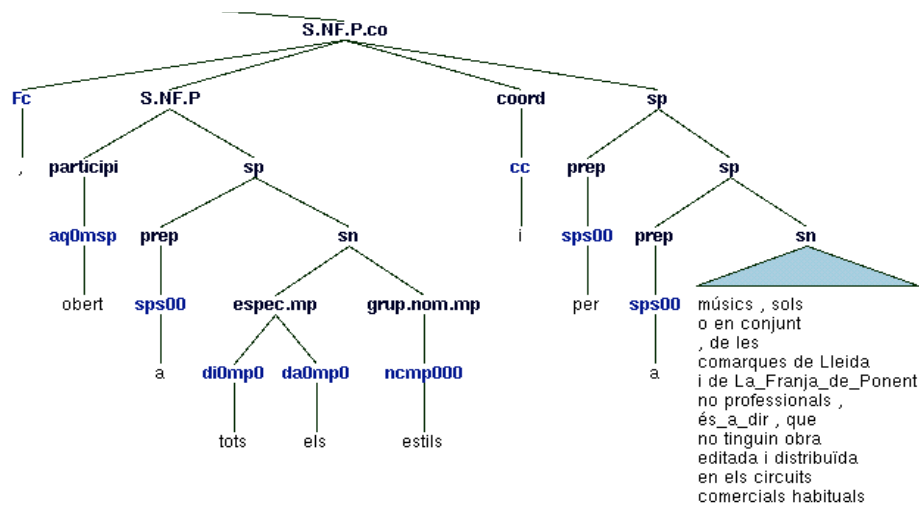 S.NF.P.co
Fc S.NF.P coord sp
, participi sp cc prep sp
aq0msp prep sn i sps00 prep sn
obert sps00 espec.mp grup.nom.mp per sps00
a di0mp0 da0mp0 ncmp000 a
tots els estils
músics , sols
o en conjunt
, de les
comarques de Lleida
i de La_Franja_de_Ponent
no professionals ,
és_a_dir , que
no tinguin obra
editada i distribuïda
en els circuits
comercials habituals